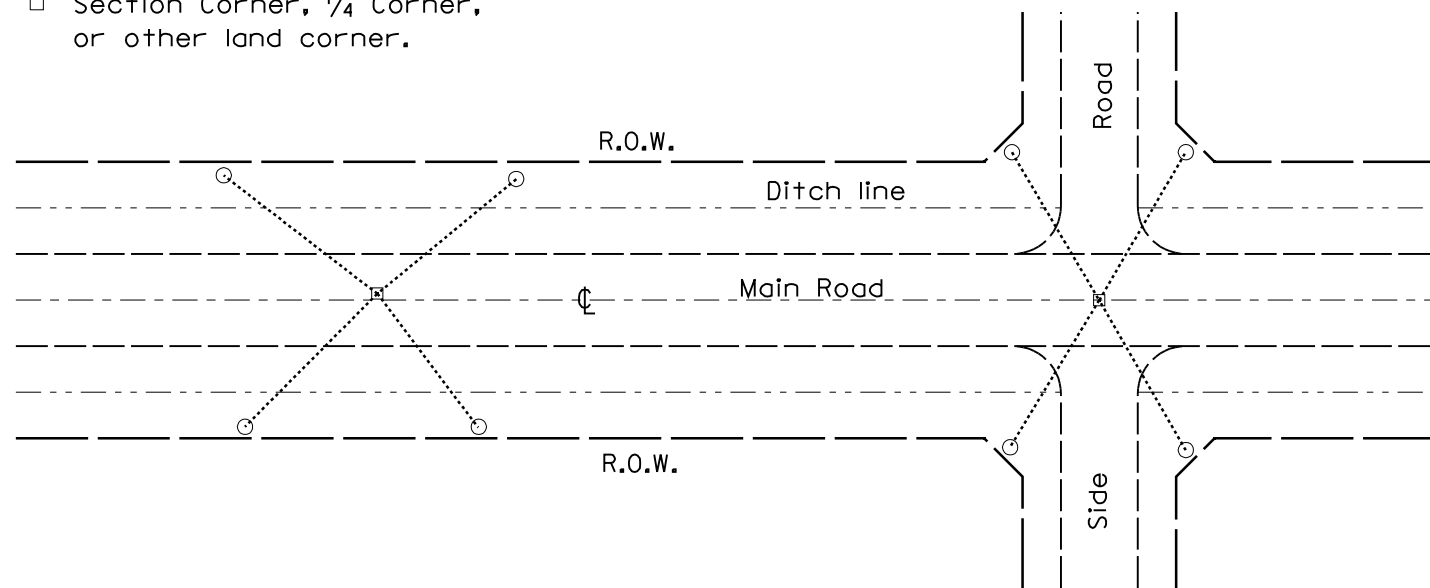 □ Section Corner, 1/4 Corner,
or other land corner.
Road
R.O.W.
Ditch line
Main Road
℄
R.O.W.
Side